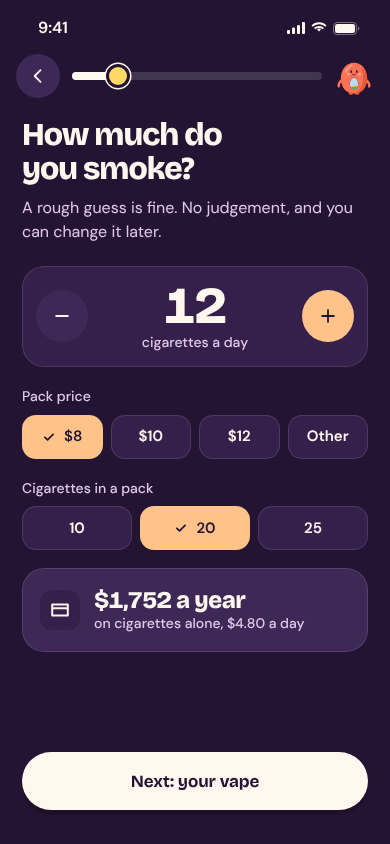 9:41
How much do
you smoke?
A rough guess is fine. No judgement, and you
can change it later.
12
cigarettes a day
Pack price
$8
$10
$12
Other
Cigarettes in a pack
10
20
25
$1,752 a year
on cigarettes alone, $4.80 a day
Next: your vape